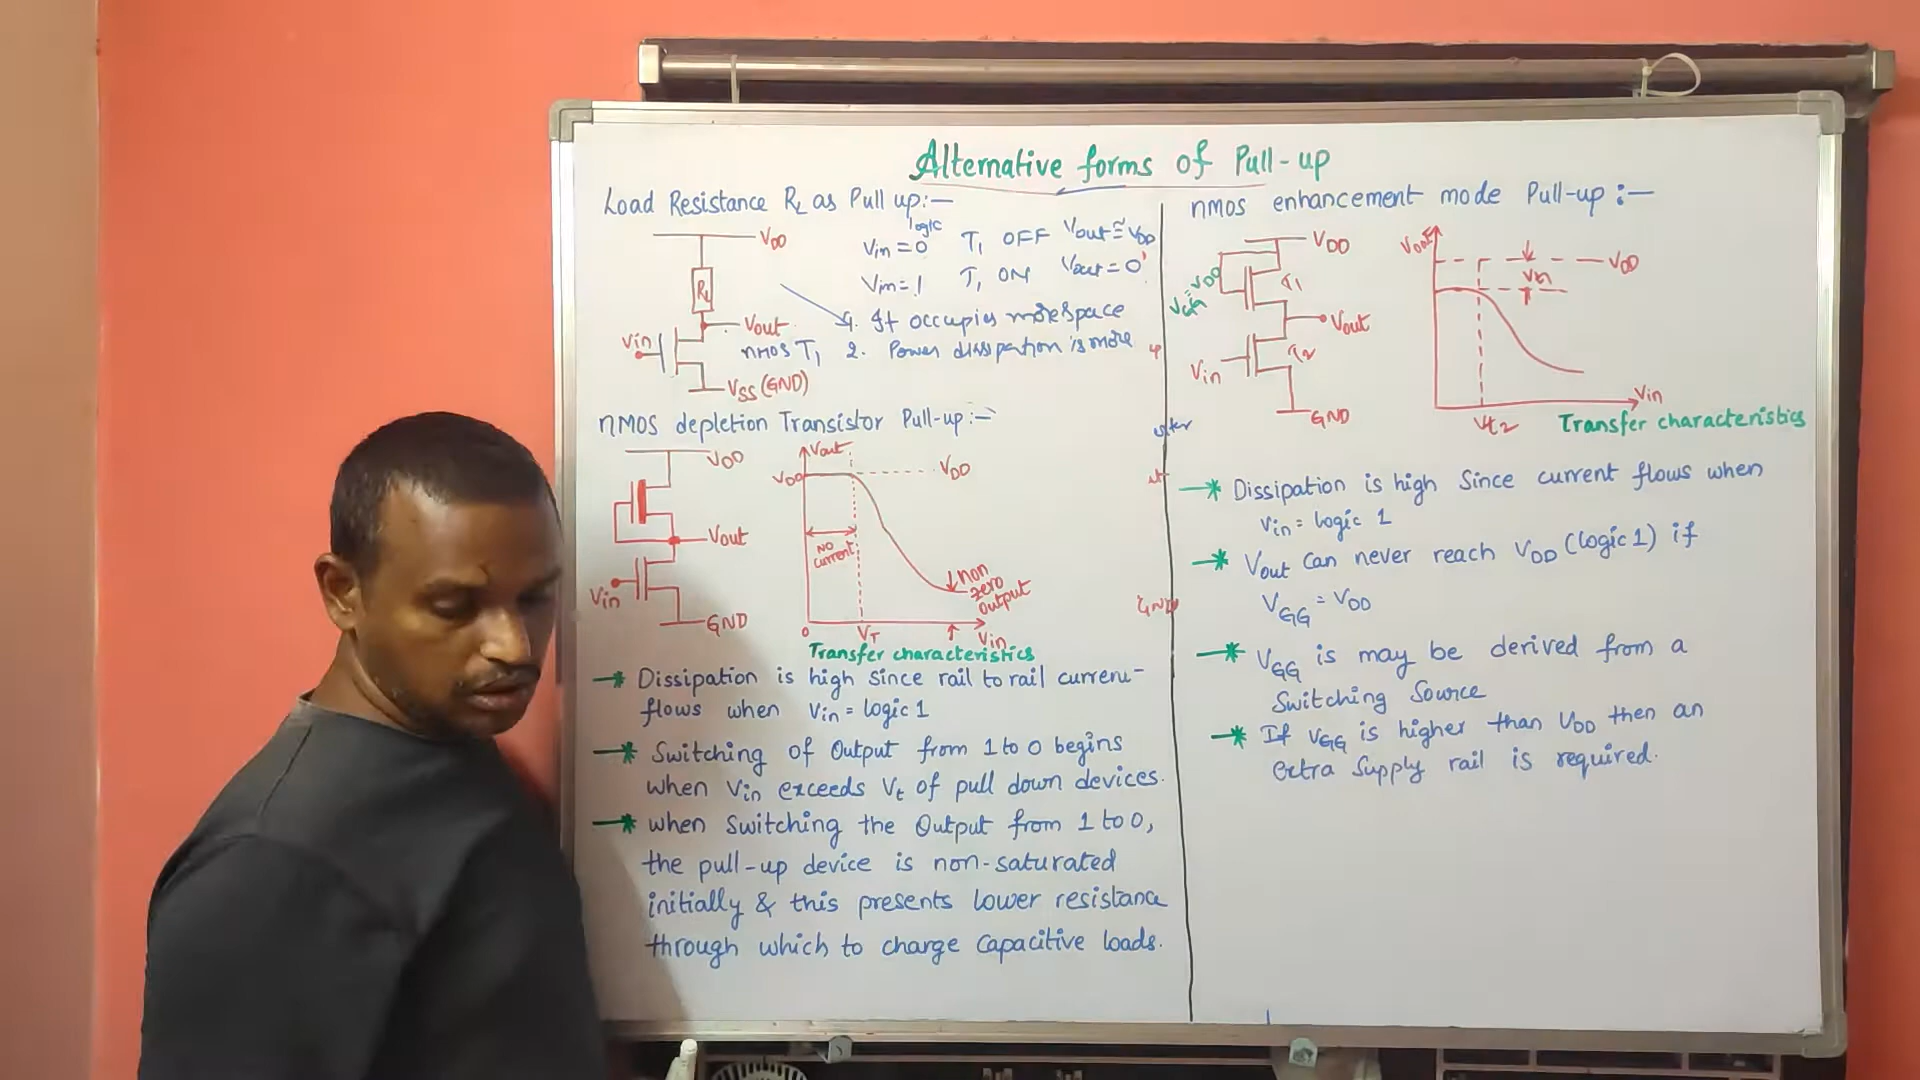 Alternative forms of Pull-up
Load Resistance RL as Pull up:-
VDD
RL
Vout
Vin
nMOS T1
VSS (GND)
logic
Vin = 0 T1 OFF Vout ≅ VDD
Vin = 1 T1 ON Vout = 0
1. It occupies more space
2. Power dissipation is more
nMOS depletion Transistor Pull-up:-
VDD
Vout
Vin
GND
Vout
VDD
VDD
NO
current
non
zero
output
0
VT
Vin
Transfer characteristics
Dissipation is high since rail to rail current
flows when Vin = logic 1
Switching of Output from 1 to 0 begins
when Vin exceeds Vt of pull down devices.
when Switching the Output from 1 to 0,
the pull-up device is non-saturated
initially & this presents lower resistance
through which to charge capacitive loads.
nMOS enhancement mode Pull-up:-
VDD
T1
Vout
T2
Vin
GND
Vout
VDD
Vin
Vt2
Transfer characteristics
GND
Dissipation is high Since current flows when
Vin = logic 1
Vout can never reach VDD (logic 1) if
VGG = VDD
VGG is may be derived from a
Switching Source
If VGG is higher than VDD then an
extra supply rail is required.